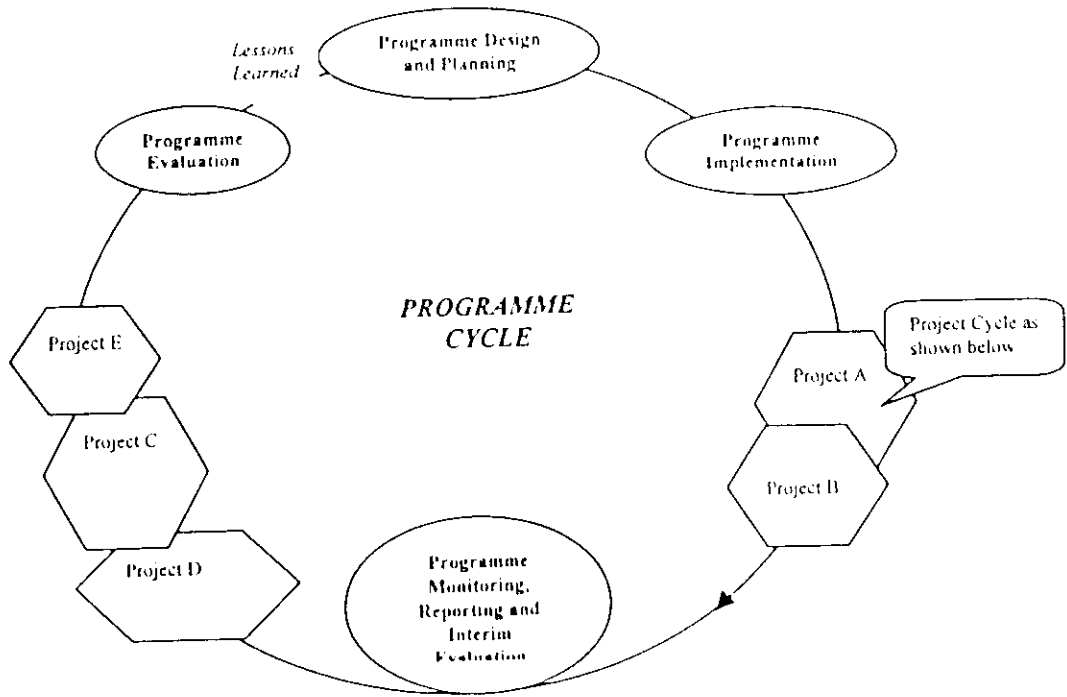 Lessons
Learned
Programme Design
and Planning
Programme
Evaluation
Programme
Implementation
PROGRAMME
CYCLE
Project Cycle as
shown below
Project E
Project A
Project C
Project B
Project D
Programme
Monitoring,
Reporting and
Interim
Evaluation